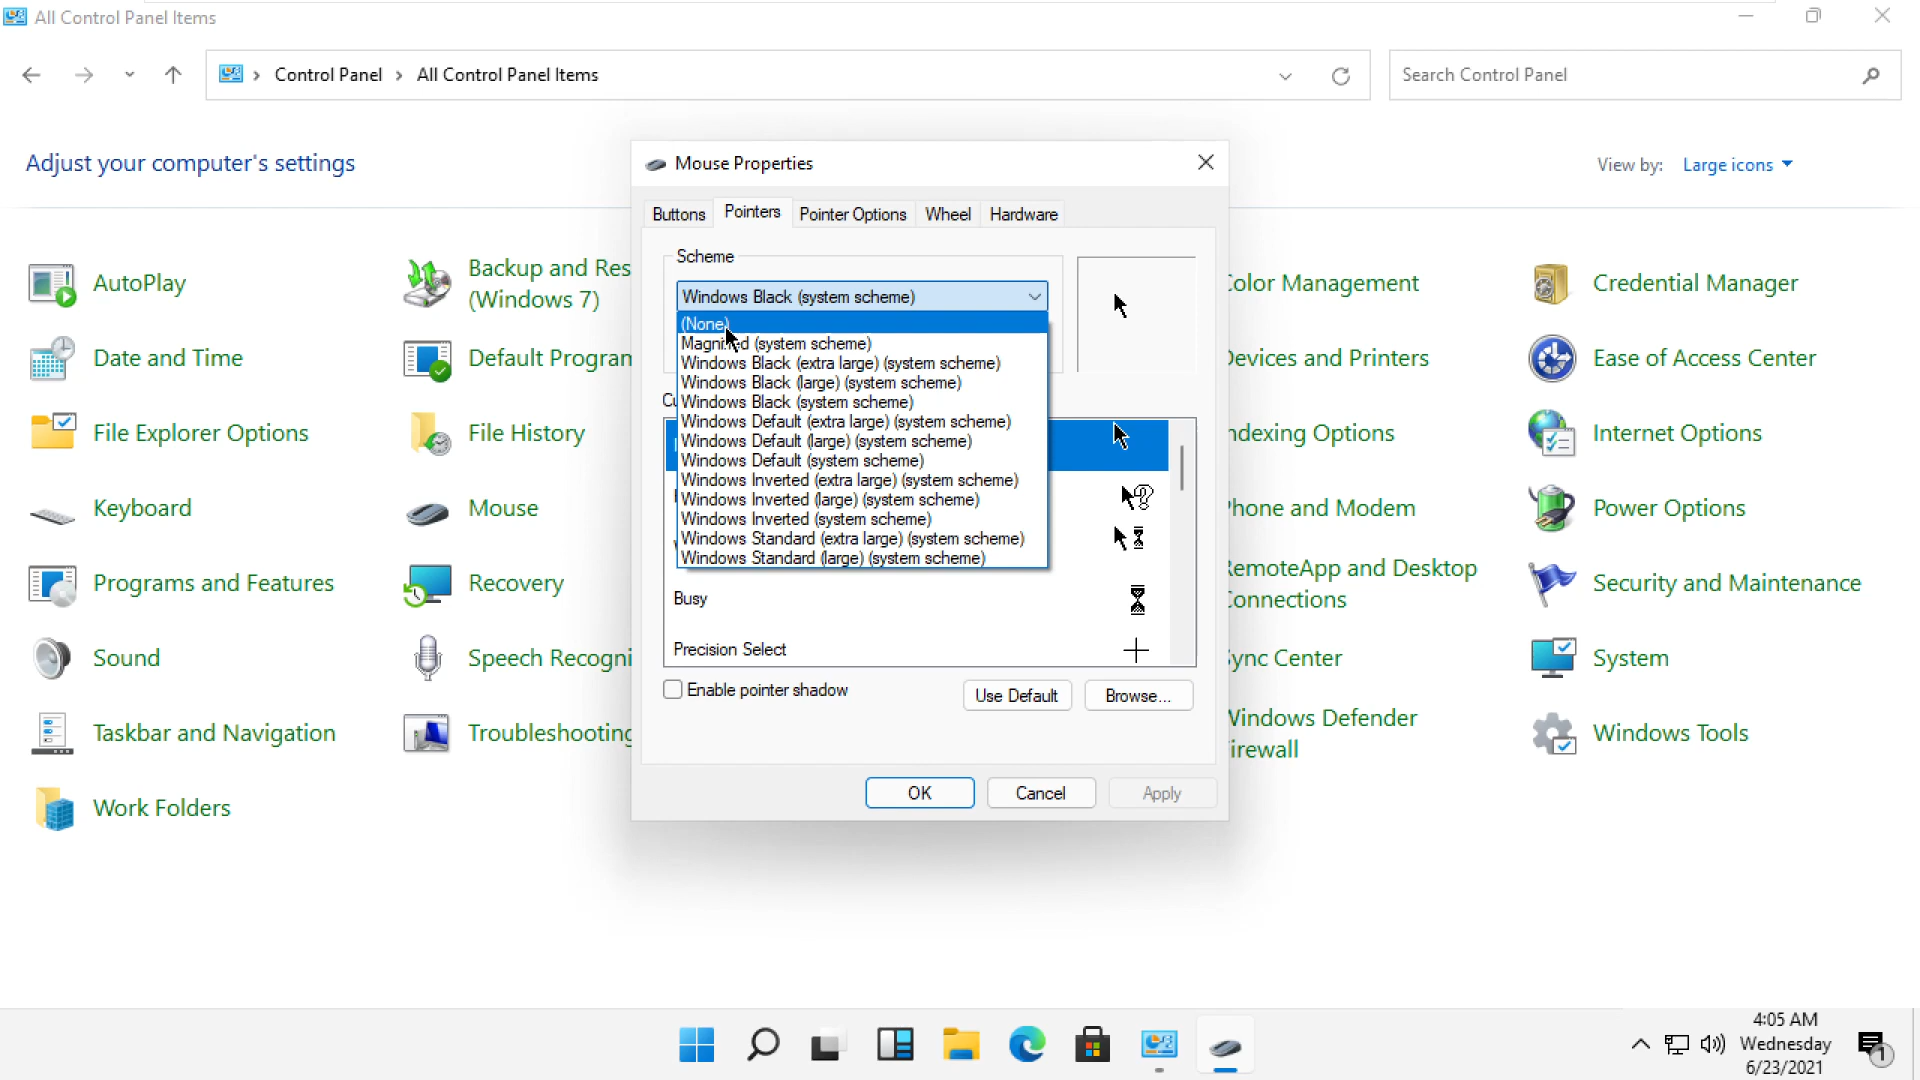 All Control Panel Items
Control Panel > All Control Panel Items
Search Control Panel
Adjust your computer's settings
View by: Large icons
Mouse Properties
Buttons Pointers Pointer Options Wheel Hardware
Scheme
Windows Black (system scheme)
(None)
(system scheme)
Windows Black (extra large) (system scheme)
Windows Black (large) (system scheme)
Windows Black (system scheme)
Windows Default (extra large) (system scheme)
Windows Default (large) (system scheme)
Windows Default (system scheme)
Windows Inverted (extra large) (system scheme)
Windows Inverted (large) (system scheme)
Windows Inverted (system scheme)
Windows Standard (extra large) (system scheme)
Windows Standard (large) (system scheme)
Busy
Precision Select
Enable pointer shadow
Use Default
Browse...
OK
Cancel
Apply
AutoPlay
Backup and Res
(Windows 7)
olor Management
Credential Manager
Date and Time
Default Program
Devices and Printers
Ease of Access Center
File Explorer Options
File History
ndexing Options
Internet Options
Keyboard
Mouse
Phone and Modem
Power Options
Programs and Features
Recovery
RemoteApp and Desktop
Connections
Security and Maintenance
Sound
Speech Recogni
Sync Center
System
Taskbar and Navigation
Troubleshooting
Windows Defender
Firewall
Windows Tools
Work Folders
4:05 AM
Wednesday
6/23/2021
1